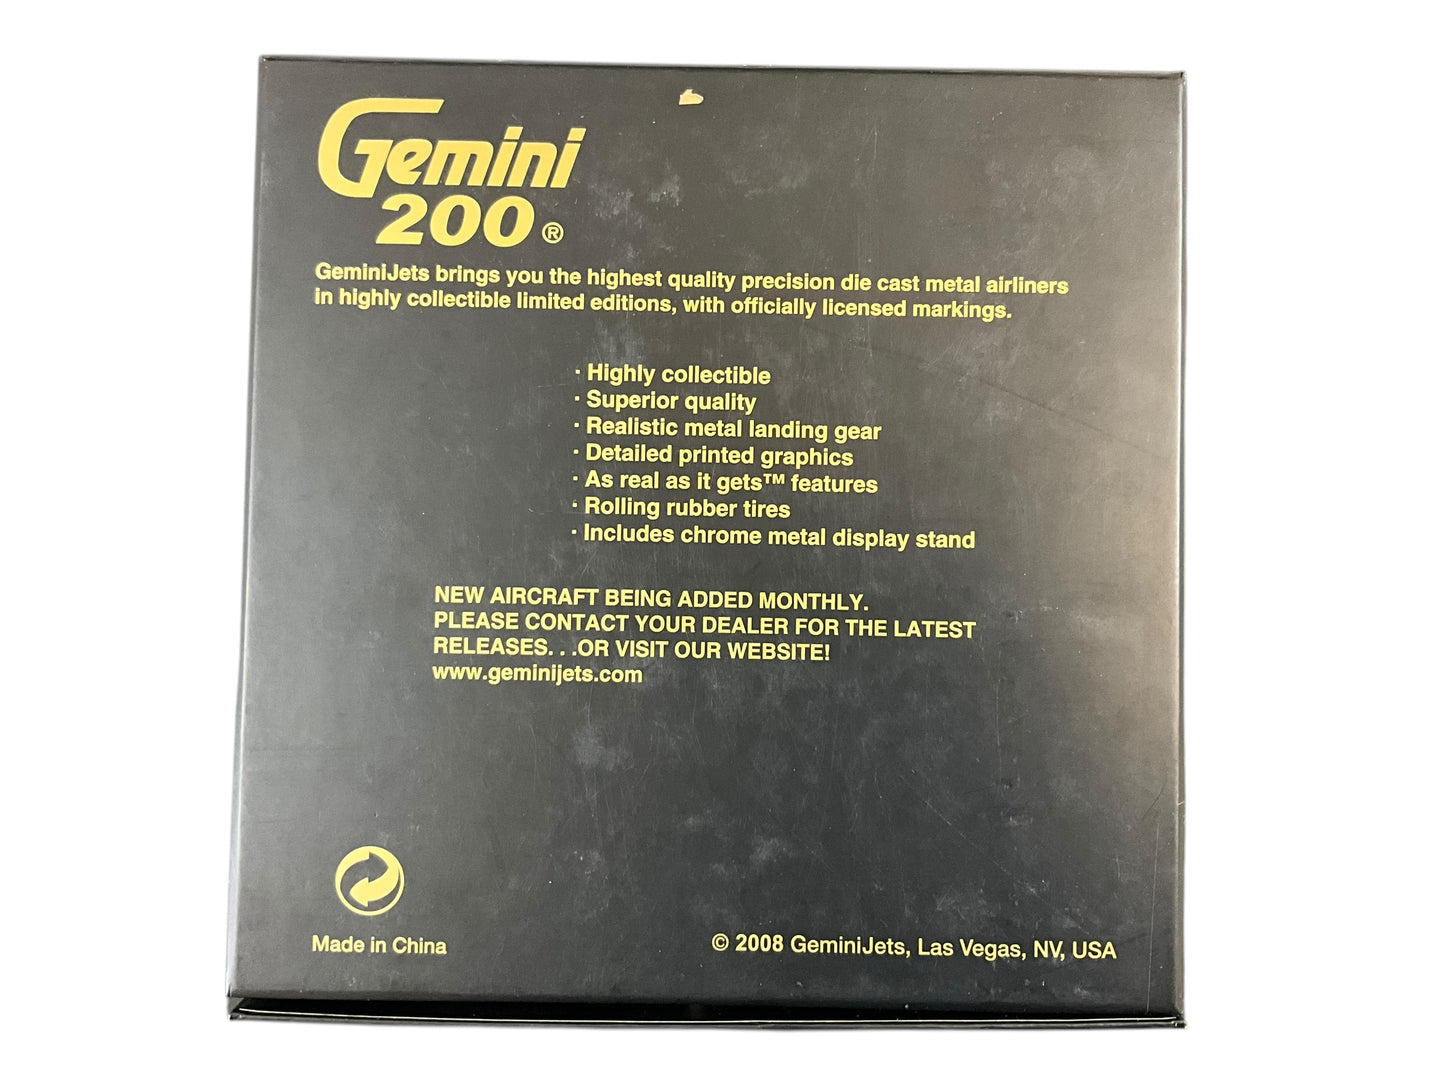 Gemini
200®
GeminiJets brings you the highest quality precision die cast metal airliners
in highly collectible limited editions, with officially licensed markings.
· Highly collectible
· Superior quality
· Realistic metal landing gear
· Detailed printed graphics
· As real as it gets™ features
· Rolling rubber tires
· Includes chrome metal display stand
NEW AIRCRAFT BEING ADDED MONTHLY.
PLEASE CONTACT YOUR DEALER FOR THE LATEST
RELEASES. . .OR VISIT OUR WEBSITE!
www.geminijets.com
Made in China
© 2008 GeminiJets, Las Vegas, NV, USA